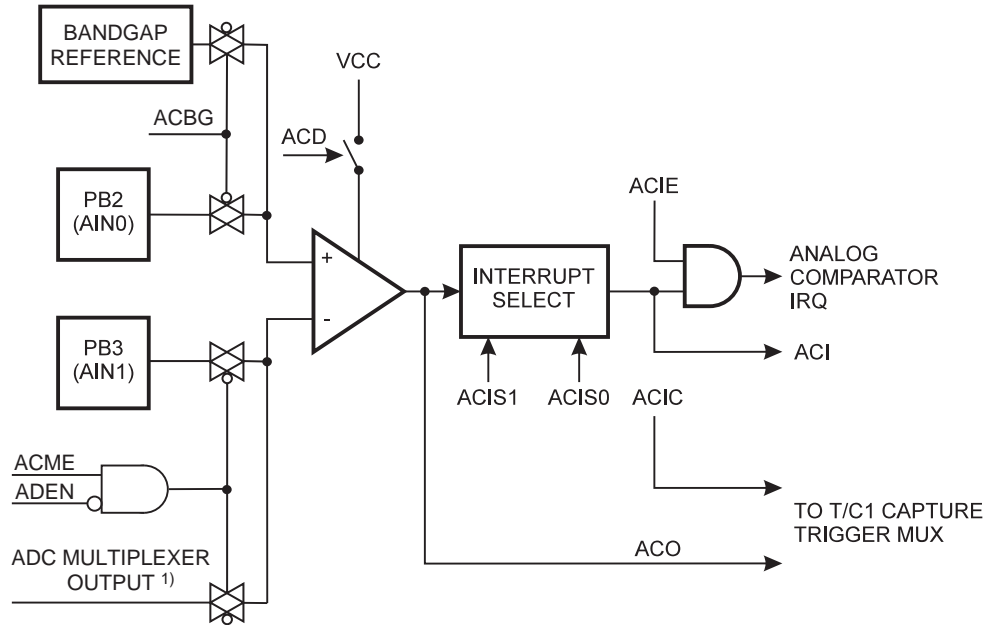 BANDGAP
REFERENCE
VCC
ACBG
ACD
PB2
(AIN0)
ACIE
+
INTERRUPT
SELECT
ANALOG
COMPARATOR
IRQ
-
PB3
(AIN1)
ACI
ACIS1
ACIS0
ACIC
ACME
ADEN
TO T/C1 CAPTURE
TRIGGER MUX
ACO
ADC MULTIPLEXER
OUTPUT 1)